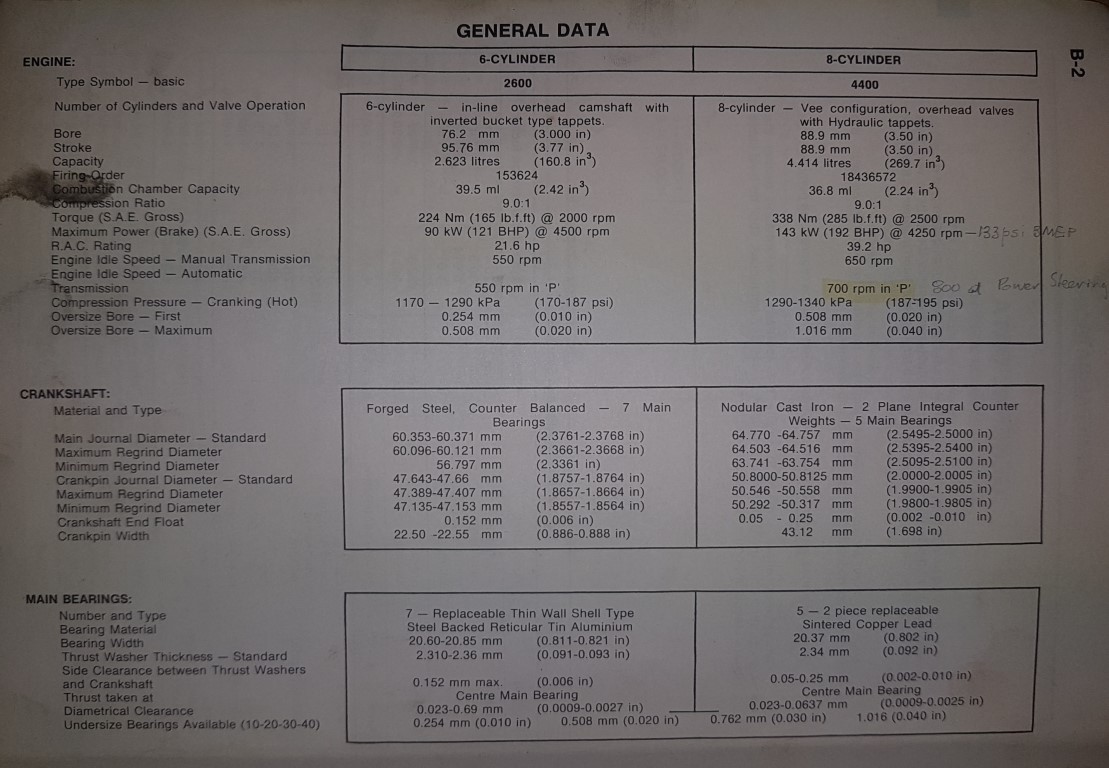 GENERAL DATA
B-2
ENGINE: 6-CYLINDER 8-CYLINDER
Type Symbol — basic 2600 4400
Number of Cylinders and Valve Operation 6-cylinder — in-line overhead camshaft with 8-cylinder — Vee configuration, overhead valves
inverted bucket type tappets. with Hydraulic tappets.
Bore 76.2 mm (3.000 in) 88.9 mm (3.50 in)
Stroke 95.76 mm (3.77 in) 88.9 mm (3.50 in)
Capacity 2.623 litres (160.8 in³) 4.414 litres (269.7 in³)
Firing Order 153624 18436572
Combustion Chamber Capacity 39.5 ml (2.42 in³) 36.8 ml (2.24 in³)
Compression Ratio 9.0:1 9.0:1
Torque (S.A.E. Gross) 224 Nm (165 lb.f.ft) @ 2000 rpm 338 Nm (285 lb.f.ft) @ 2500 rpm
Maximum Power (Brake) (S.A.E. Gross) 90 kW (121 BHP) @ 4500 rpm 143 kW (192 BHP) @ 4250 rpm — 133 psi BMEP
R.A.C. Rating 21.6 hp 39.2 hp
Engine Idle Speed — Manual Transmission 550 rpm 650 rpm
Engine Idle Speed — Automatic
Transmission 550 rpm in 'P' 700 rpm in 'P' 800 at Power Steering
Compression Pressure — Cranking (Hot) 1170 — 1290 kPa (170-187 psi) 1290-1340 kPa (187-195 psi)
Oversize Bore — First 0.254 mm (0.010 in) 0.508 mm (0.020 in)
Oversize Bore — Maximum 0.508 mm (0.020 in) 1.016 mm (0.040 in)
CRANKSHAFT:
Material and Type Forged Steel, Counter Balanced — 7 Main Nodular Cast Iron — 2 Plane Integral Counter
Bearings Weights — 5 Main Bearings
Main Journal Diameter — Standard 60.353-60.371 mm (2.3761-2.3768 in) 64.770 -64.757 mm (2.5495-2.5000 in)
Maximum Regrind Diameter 60.096-60.121 mm (2.3661-2.3668 in) 64.503 -64.516 mm (2.5395-2.5400 in)
Minimum Regrind Diameter 56.797 mm (2.3361 in) 63.741 -63.754 mm (2.5095-2.5100 in)
Crankpin Journal Diameter — Standard 47.643-47.66 mm (1.8757-1.8764 in) 50.8000-50.8125 mm (2.0000-2.0005 in)
Maximum Regrind Diameter 47.389-47.407 mm (1.8657-1.8664 in) 50.546 -50.558 mm (1.9900-1.9905 in)
Minimum Regrind Diameter 47.135-47.153 mm (1.8557-1.8564 in) 50.292 -50.317 mm (1.9800-1.9805 in)
Crankshaft End Float 0.152 mm (0.006 in) 0.05 - 0.25 mm (0.002 -0.010 in)
Crankpin Width 22.50 -22.55 mm (0.886-0.888 in) 43.12 mm (1.698 in)
MAIN BEARINGS:
Number and Type 7 — Replaceable Thin Wall Shell Type 5 — 2 piece replaceable
Bearing Material Steel Backed Reticular Tin Aluminium Sintered Copper Lead
Bearing Width 20.60-20.85 mm (0.811-0.821 in) 20.37 mm (0.802 in)
Thrust Washer Thickness — Standard 2.310-2.36 mm (0.091-0.093 in) 2.34 mm (0.092 in)
Side Clearance between Thrust Washers
and Crankshaft 0.152 mm max. (0.006 in) 0.05-0.25 mm (0.002-0.010 in)
Thrust taken at Centre Main Bearing Centre Main Bearing
Diametrical Clearance 0.023-0.69 mm (0.0009-0.0027 in) 0.023-0.0637 mm (0.0009-0.0025 in)
Undersize Bearings Available (10-20-30-40) 0.254 mm (0.010 in) 0.508 mm (0.020 in) 0.762 mm (0.030 in) 1.016 (0.040 in)